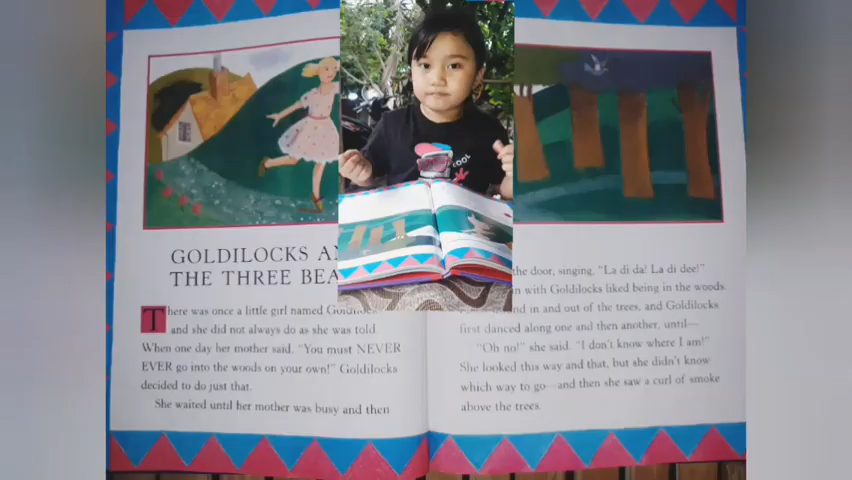 GOLDILOCKS
THE THREE
There was once a little girl named
and she did not always do as she was told.
When one day her mother said, "You must NEVER
EVER go into the woods on your own!" Goldilocks
decided to do just that.
She waited until her mother was busy and then
the door, singing, "La di da! La di dee!"
with Goldilocks liked being in the woods.
in and out of the trees, and Goldilocks
first danced along one and then another, until—
"Oh no!" she said. "I don't know where I am!"
She looked this way and that, but she didn't know
which way to go—and then she saw a curl of smoke
above the trees.
COOL